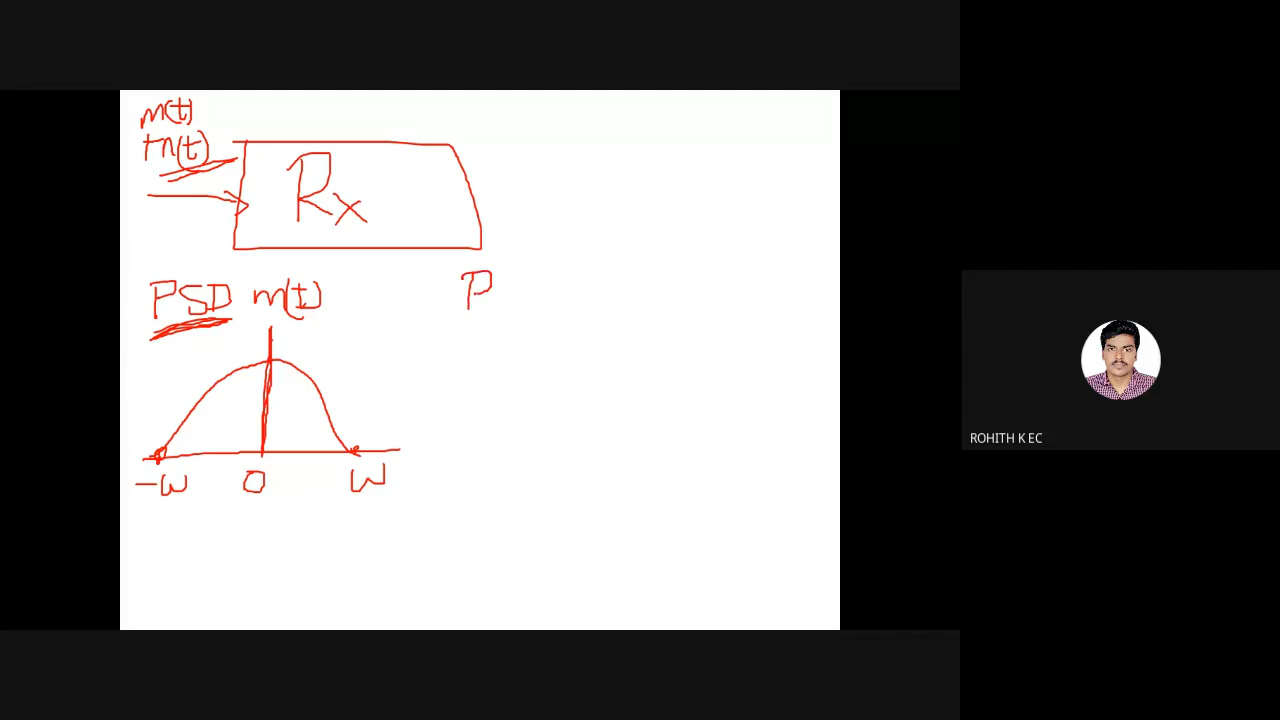 m(t)
+n(t)
Rx
PSD m(t)
P
-w 0 W
ROHITH K EC